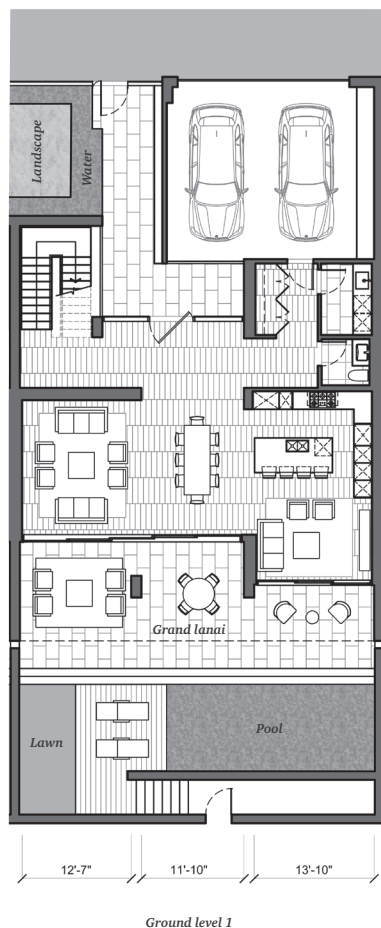 Landscape
Water
Grand lanai
Lawn
Pool
12'-7"
11'-10"
13'-10"
Ground level 1